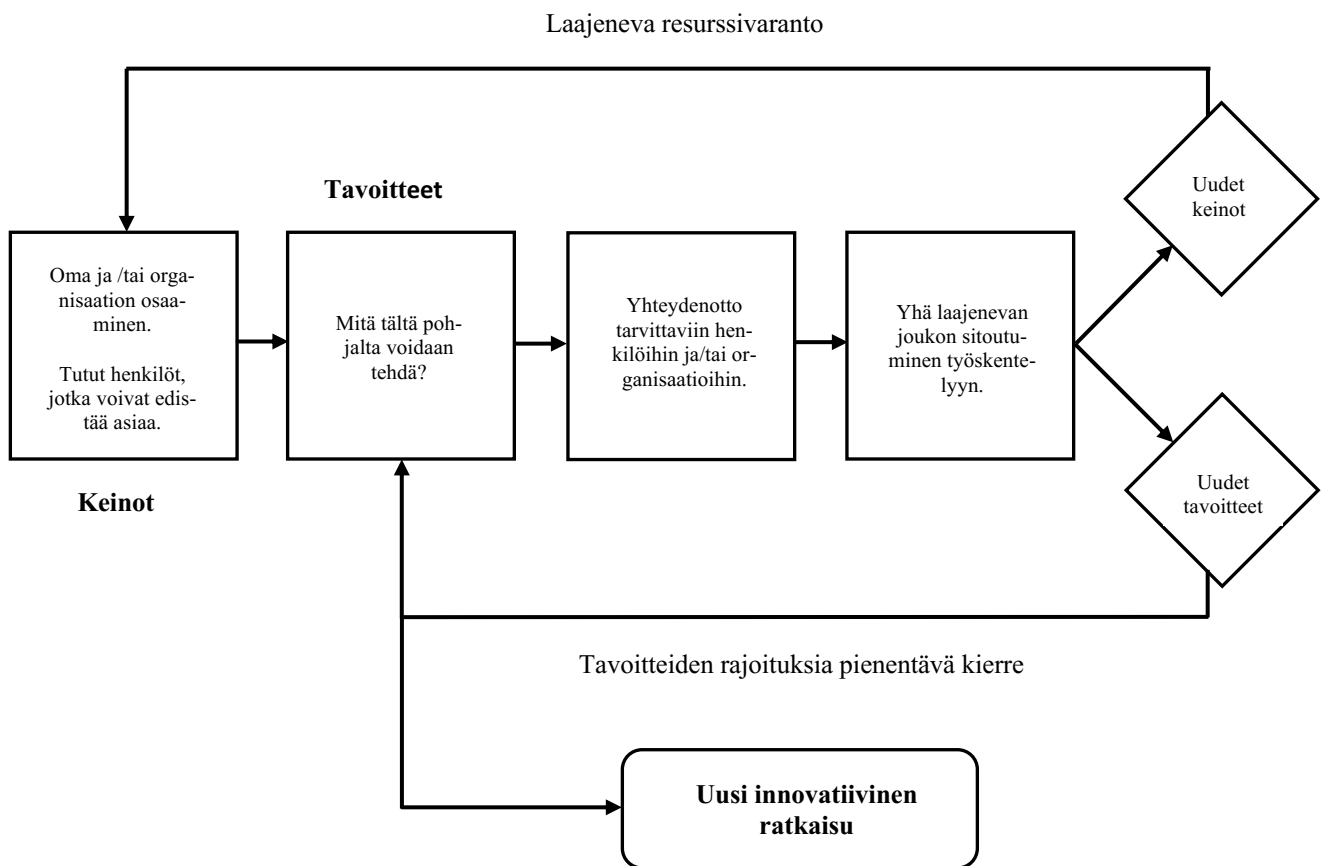 Laajeneva resurssivaranto
Tavoitteet
Uudet
keinot
Oma ja /tai orga-
nisaation osaa-
minen.
Tutut henkilöt,
jotka voivat edis-
tää asiaa.
Mitä tältä poh-
jalta voidaan
tehdä?
Yhteydenotto
tarvittaviin hen-
kilöihin ja/tai or-
ganisaatioihin.
Yhä laajenevan
joukon sitoutu-
minen työskente-
lyyn.
Keinot
Uudet
tavoitteet
Tavoitteiden rajoituksia pienentävä kierre
Uusi innovatiivinen
ratkaisu